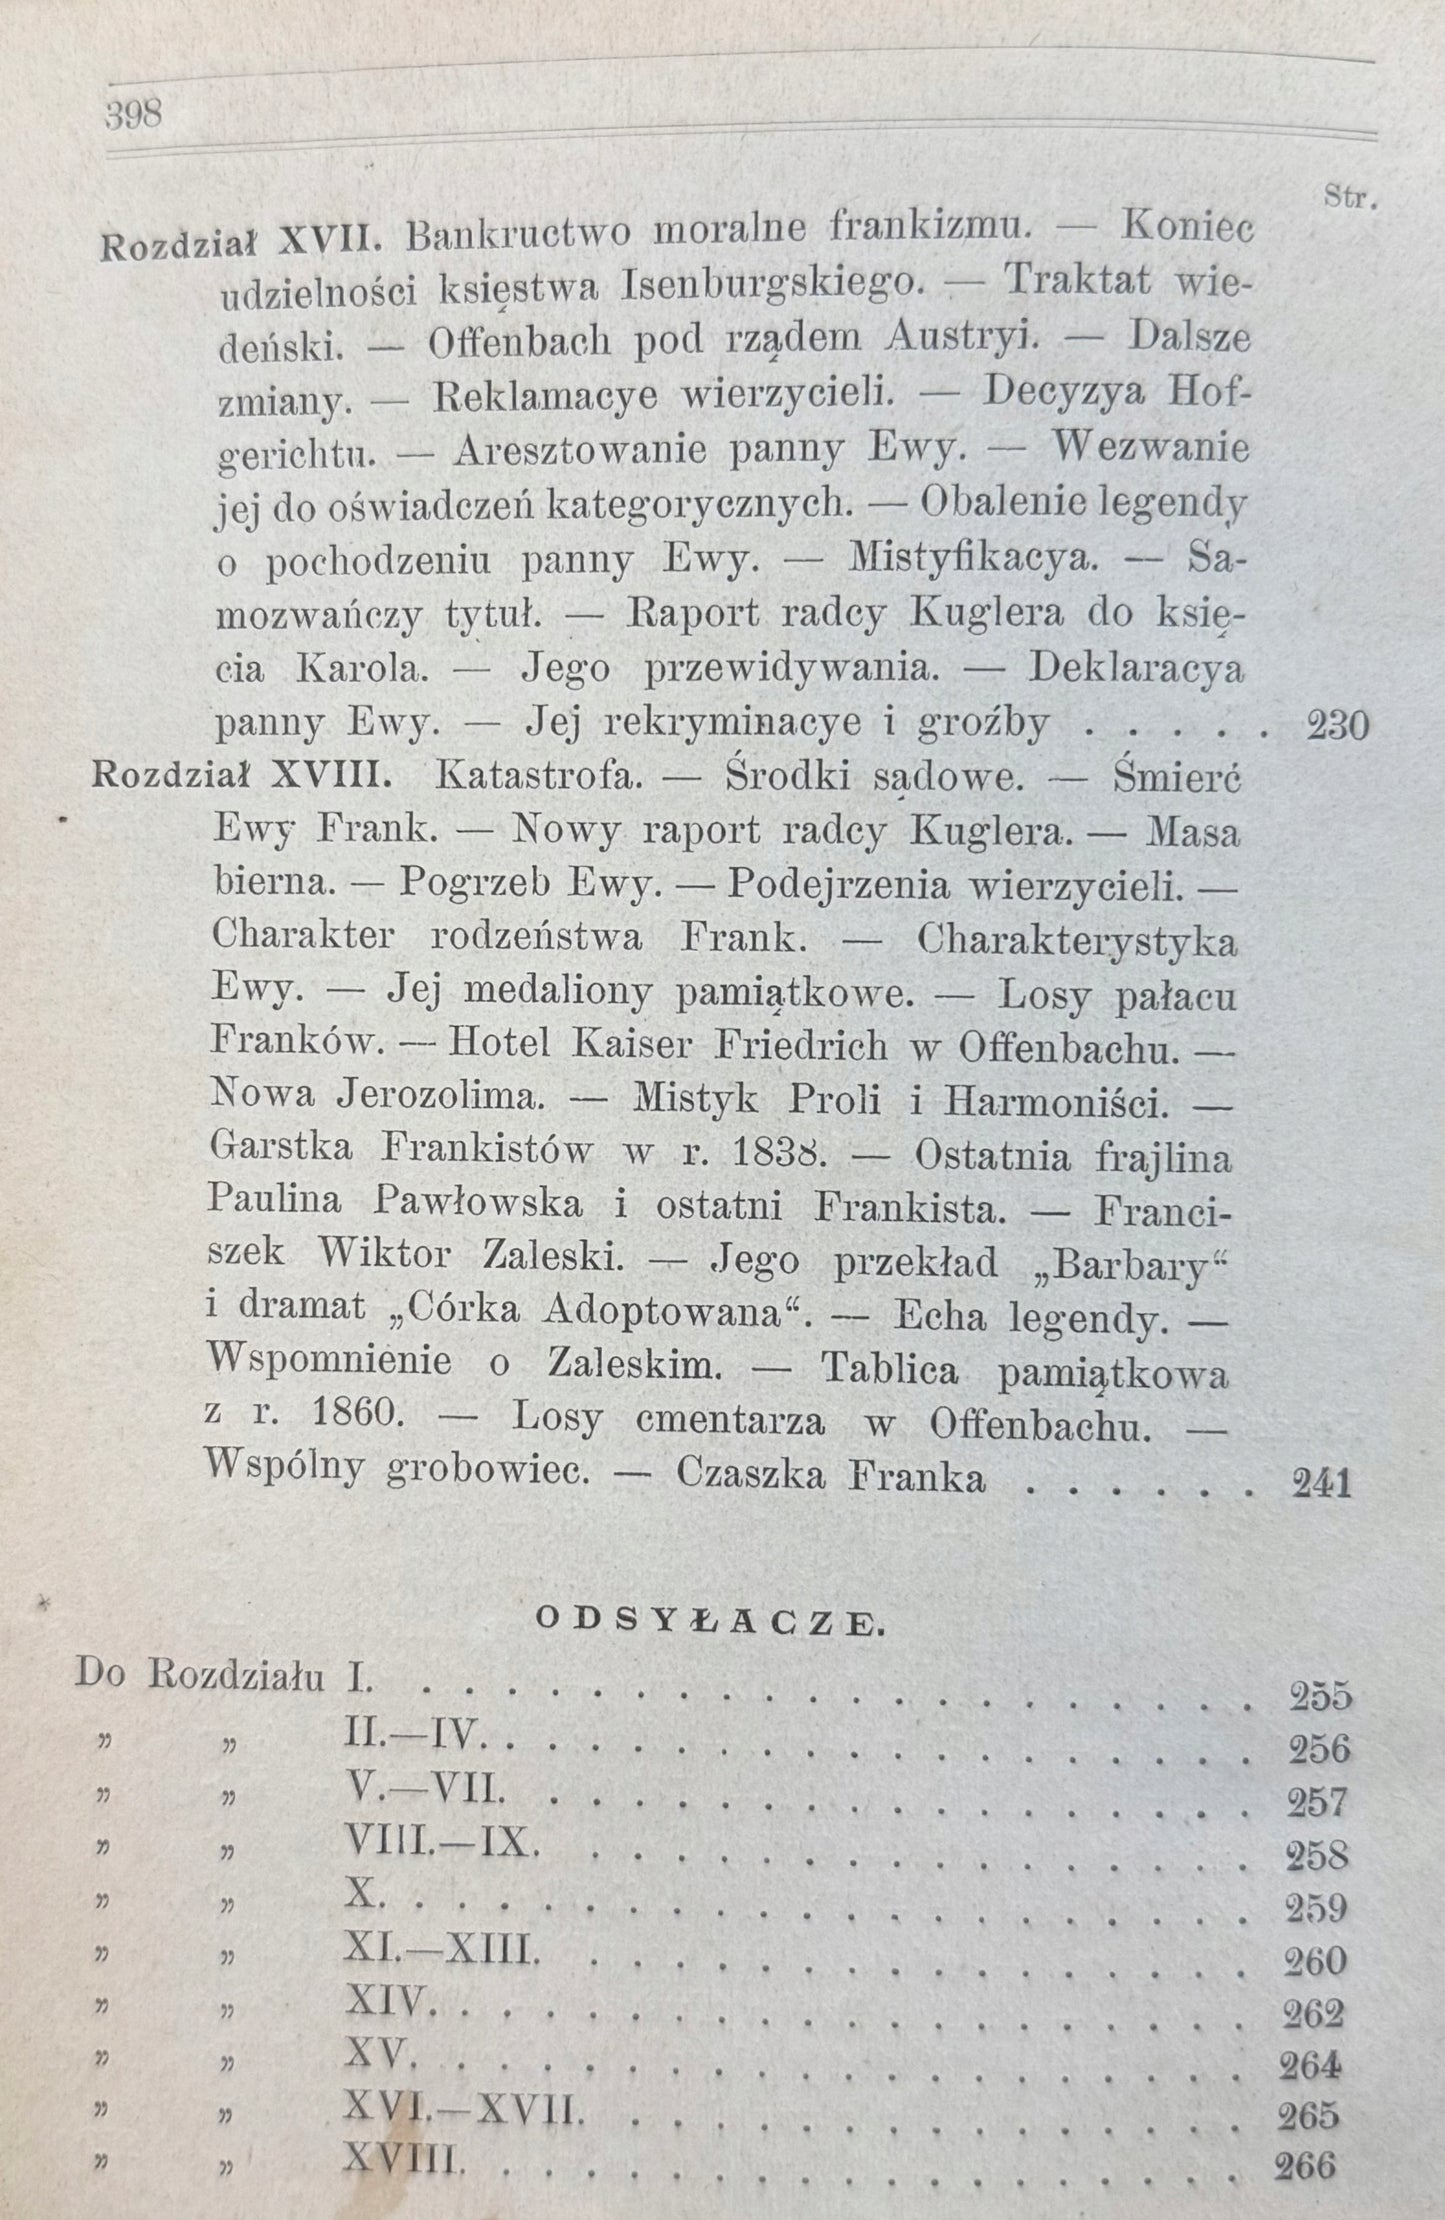 398
Str.
Rozdział XVII. Bankructwo moralne frankizmu. — Koniec
udzielności księstwa Isenburgskiego. — Traktat wie-
deński. — Offenbach pod rządem Austryi. — Dalsze
zmiany. — Reklamacye wierzycieli. — Decyzya Hof-
gerichtu. — Aresztowanie panny Ewy. — Wezwanie
jej do oświadczeń kategorycznych. — Obalenie legendy
o pochodzeniu panny Ewy. — Mistyfikacya. — Sa-
mozwańczy tytuł. — Raport radcy Kuglera do księ-
cia Karola. — Jego przewidywania. — Deklaracya
panny Ewy. — Jej rekryminacye i groźby . . . . . 230
Rozdział XVIII. Katastrofa. — Środki sądowe. — Śmierć
Ewy Frank. — Nowy raport radcy Kuglera. — Masa
bierna. — Pogrzeb Ewy. — Podejrzenia wierzycieli. —
Charakter rodzeństwa Frank. — Charakterystyka
Ewy. — Jej medaliony pamiątkowe. — Losy pałacu
Franków. — Hotel Kaiser Friedrich w Offenbachu. —
Nowa Jerozolima. — Mistyk Proli i Harmoniści. —
Garstka Frankistów w r. 1838. — Ostatnia frajlina
Paulina Pawłowska i ostatni Frankista. — Franci-
szek Wiktor Zaleski. — Jego przekład „Barbary“
i dramat „Córka Adoptowana“. — Echa legendy. —
Wspomnienie o Zaleskim. — Tablica pamiątkowa
z r. 1860. — Losy cmentarza w Offenbachu. —
Wspólny grobowiec. — Czaszka Franka . . . . . . 241
ODSYŁACZE.
Do Rozdziału I. . . . . . . . . . . . . . . . . . . . . 255
„ „ II.—IV. . . . . . . . . . . . . . . . . . . 256
„ „ V.—VII. . . . . . . . . . . . . . . . . . 257
„ „ VIII.—IX. . . . . . . . . . . . . . . . . 258
„ „ X. . . . . . . . . . . . . . . . . . . . . 259
„ „ XI.—XIII. . . . . . . . . . . . . . . . . 260
„ „ XIV. . . . . . . . . . . . . . . . . . . . 262
„ „ XV. . . . . . . . . . . . . . . . . . . . 264
„ „ XVI.—XVII. . . . . . . . . . . . . . . . 265
„ „ XVIII. . . . . . . . . . . . . . . . . . . 266